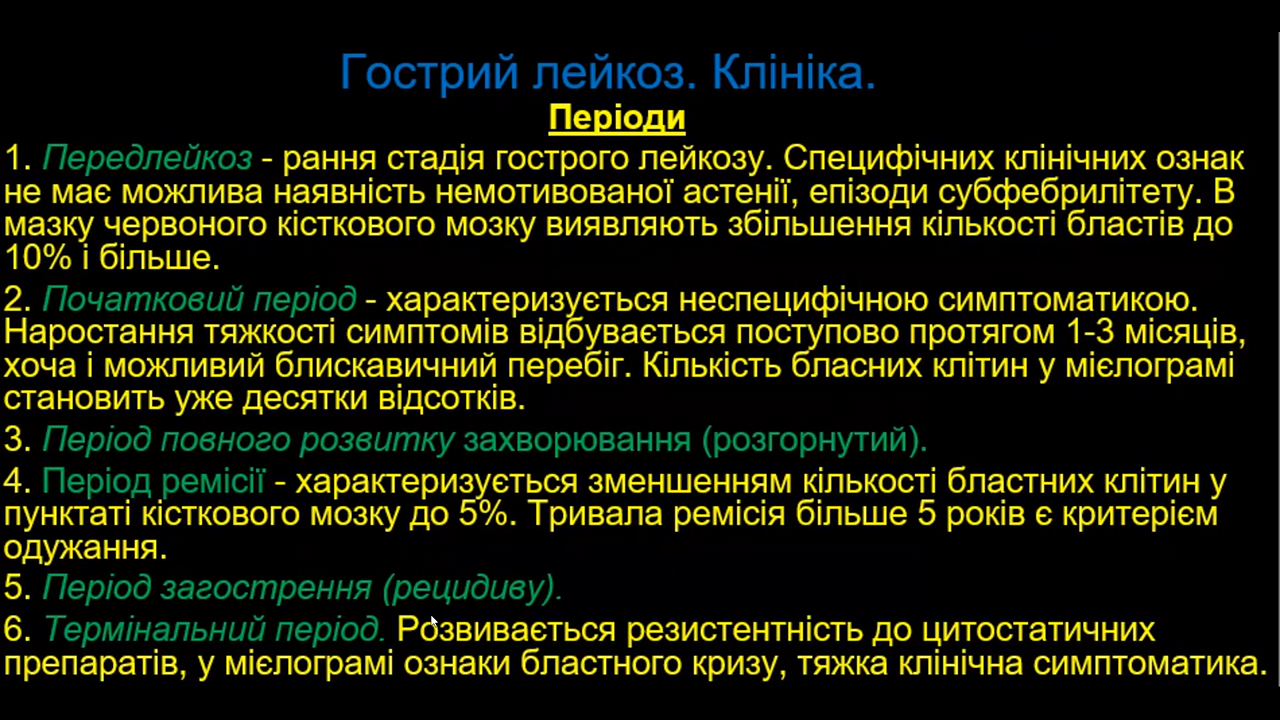 Гострий лейкоз. Клініка.
Періоди
1. Передлейкоз - рання стадія гострого лейкозу. Специфічних клінічних ознак
не має можлива наявність немотивованої астенії, епізоди субфебрилітету. В
мазку червоного кісткового мозку виявляють збільшення кількості бластів до
10% і більше.
2. Початковий період - характеризується неспецифічною симптоматикою.
Наростання тяжкості симптомів відбувається поступово протягом 1-3 місяців,
хоча і можливий блискавичний перебіг. Кількість бласних клітин у мієлограмі
становить уже десятки відсотків.
3. Період повного розвитку захворювання (розгорнутий).
4. Період ремісії - характеризується зменшенням кількості бластних клітин у
пунктаті кісткового мозку до 5%. Тривала ремісія більше 5 років є критерієм
одужання.
5. Період загострення (рецидиву).
6. Термінальний період. Розвивається резистентність до цитостатичних
препаратів, у мієлограмі ознаки бластного кризу, тяжка клінічна симптоматика.